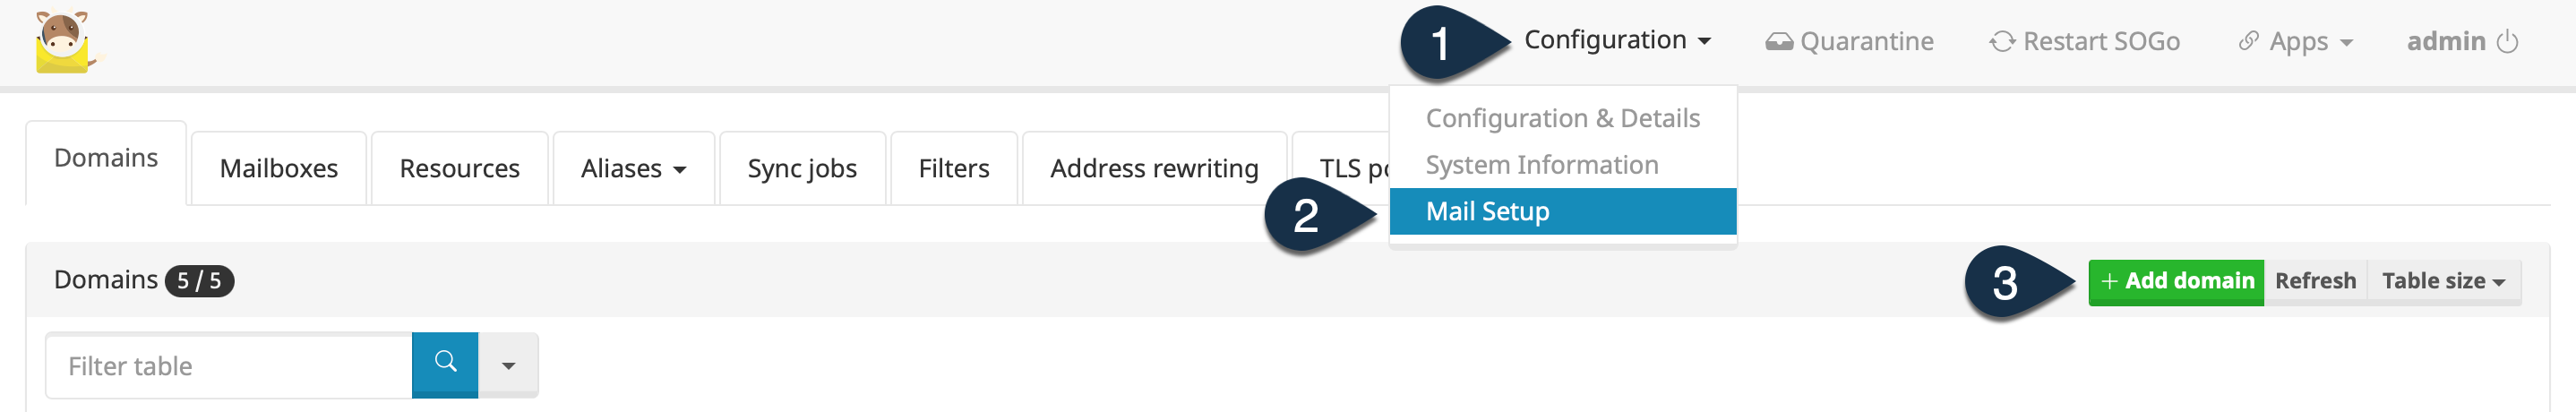 1 Configuration Quarantine Restart SOGo Apps admin
Configuration & Details
System Information
2 Mail Setup
Domains Mailboxes Resources Aliases Sync jobs Filters Address rewriting TLS
Domains 5 / 5
3 + Add domain Refresh Table size
Filter table